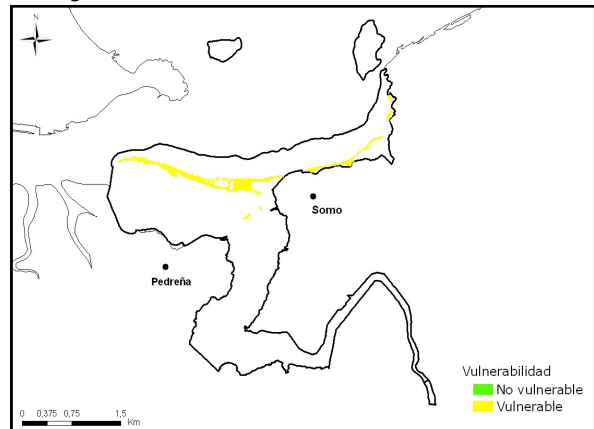 N
Somo
Pedreña
Vulnerabilidad
No vulnerable
Vulnerable
0 0,375 0,75 1,5
Km